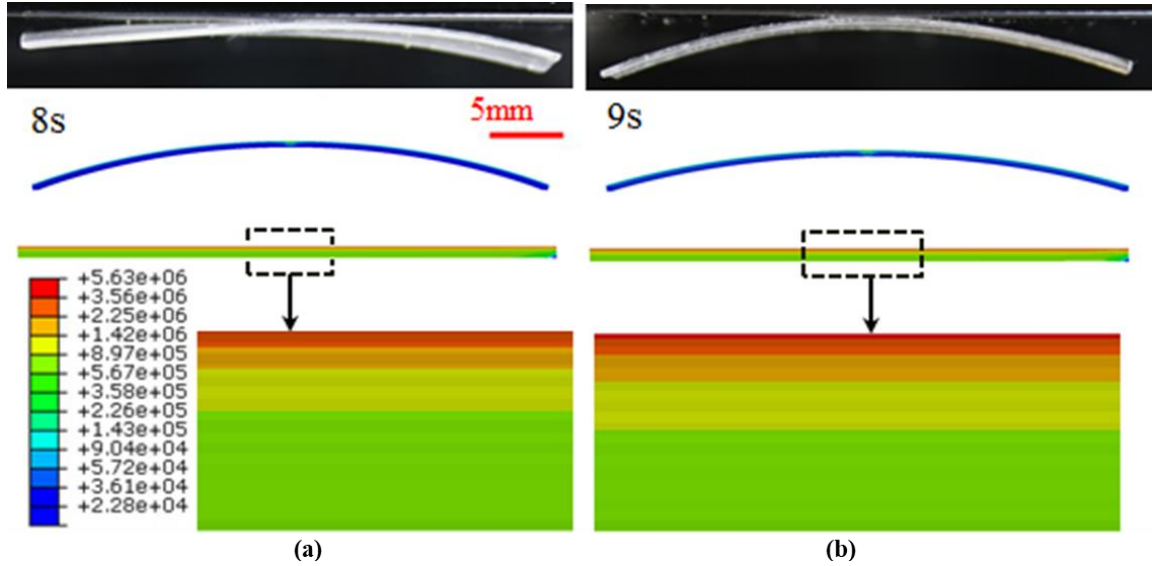 8s
5mm
9s
+5.63e+06
+3.56e+06
+2.25e+06
+1.42e+06
+8.97e+05
+5.67e+05
+3.58e+05
+2.26e+05
+1.43e+05
+9.04e+04
+5.72e+04
+3.61e+04
+2.28e+04
(a)
(b)